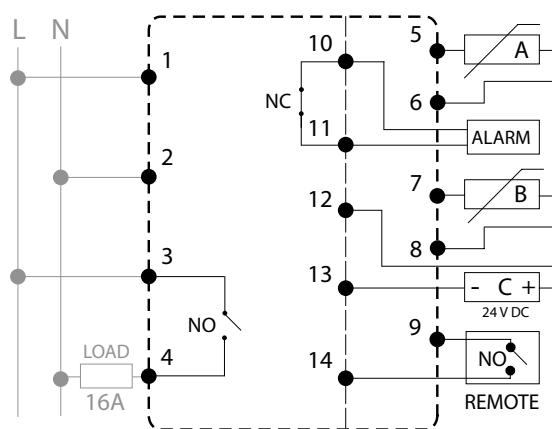 L N
1
2
3
4
NO
LOAD
16A
10
NC
11
12
13
14
5
A
6
ALARM
7
B
8
- C +
24 V DC
9
NO
REMOTE